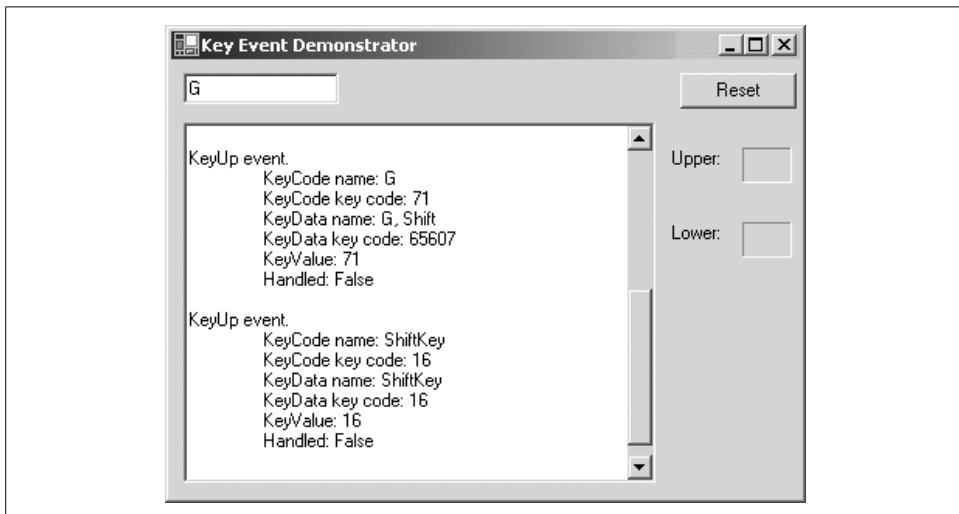 Key Event Demonstrator
G
Reset
KeyUp event.
KeyCode name: G
KeyCode key code: 71
KeyData name: G, Shift
KeyData key code: 65607
KeyValue: 71
Handled: False
KeyUp event.
KeyCode name: ShiftKey
KeyCode key code: 16
KeyData name: ShiftKey
KeyData key code: 16
KeyValue: 16
Handled: False
Upper:
Lower: